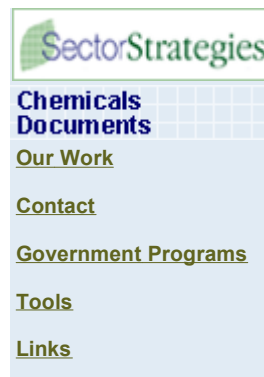 SectorStrategies
Chemicals
Documents
Our Work
Contact
Government Programs
Tools
Links